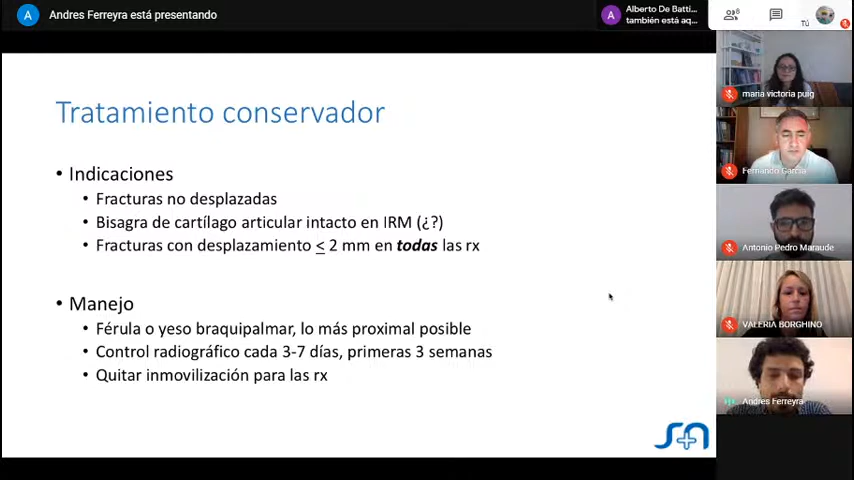 A Andres Ferreyra está presentando
A Alberto De Batti...
también está aq...
8
Tú
Tratamiento conservador
• Indicaciones
• Fracturas no desplazadas
• Bisagra de cartílago articular intacto en IRM (¿?)
• Fracturas con desplazamiento < 2 mm en todas las rx
• Manejo
• Férula o yeso braquipalmar, lo más proximal posible
• Control radiográfico cada 3-7 días, primeras 3 semanas
• Quitar inmovilización para las rx
maria victoria puig
Fernando Garcia
Antonio Pedro Maraude
VALERIA BORGHINO
Andres Ferreyra